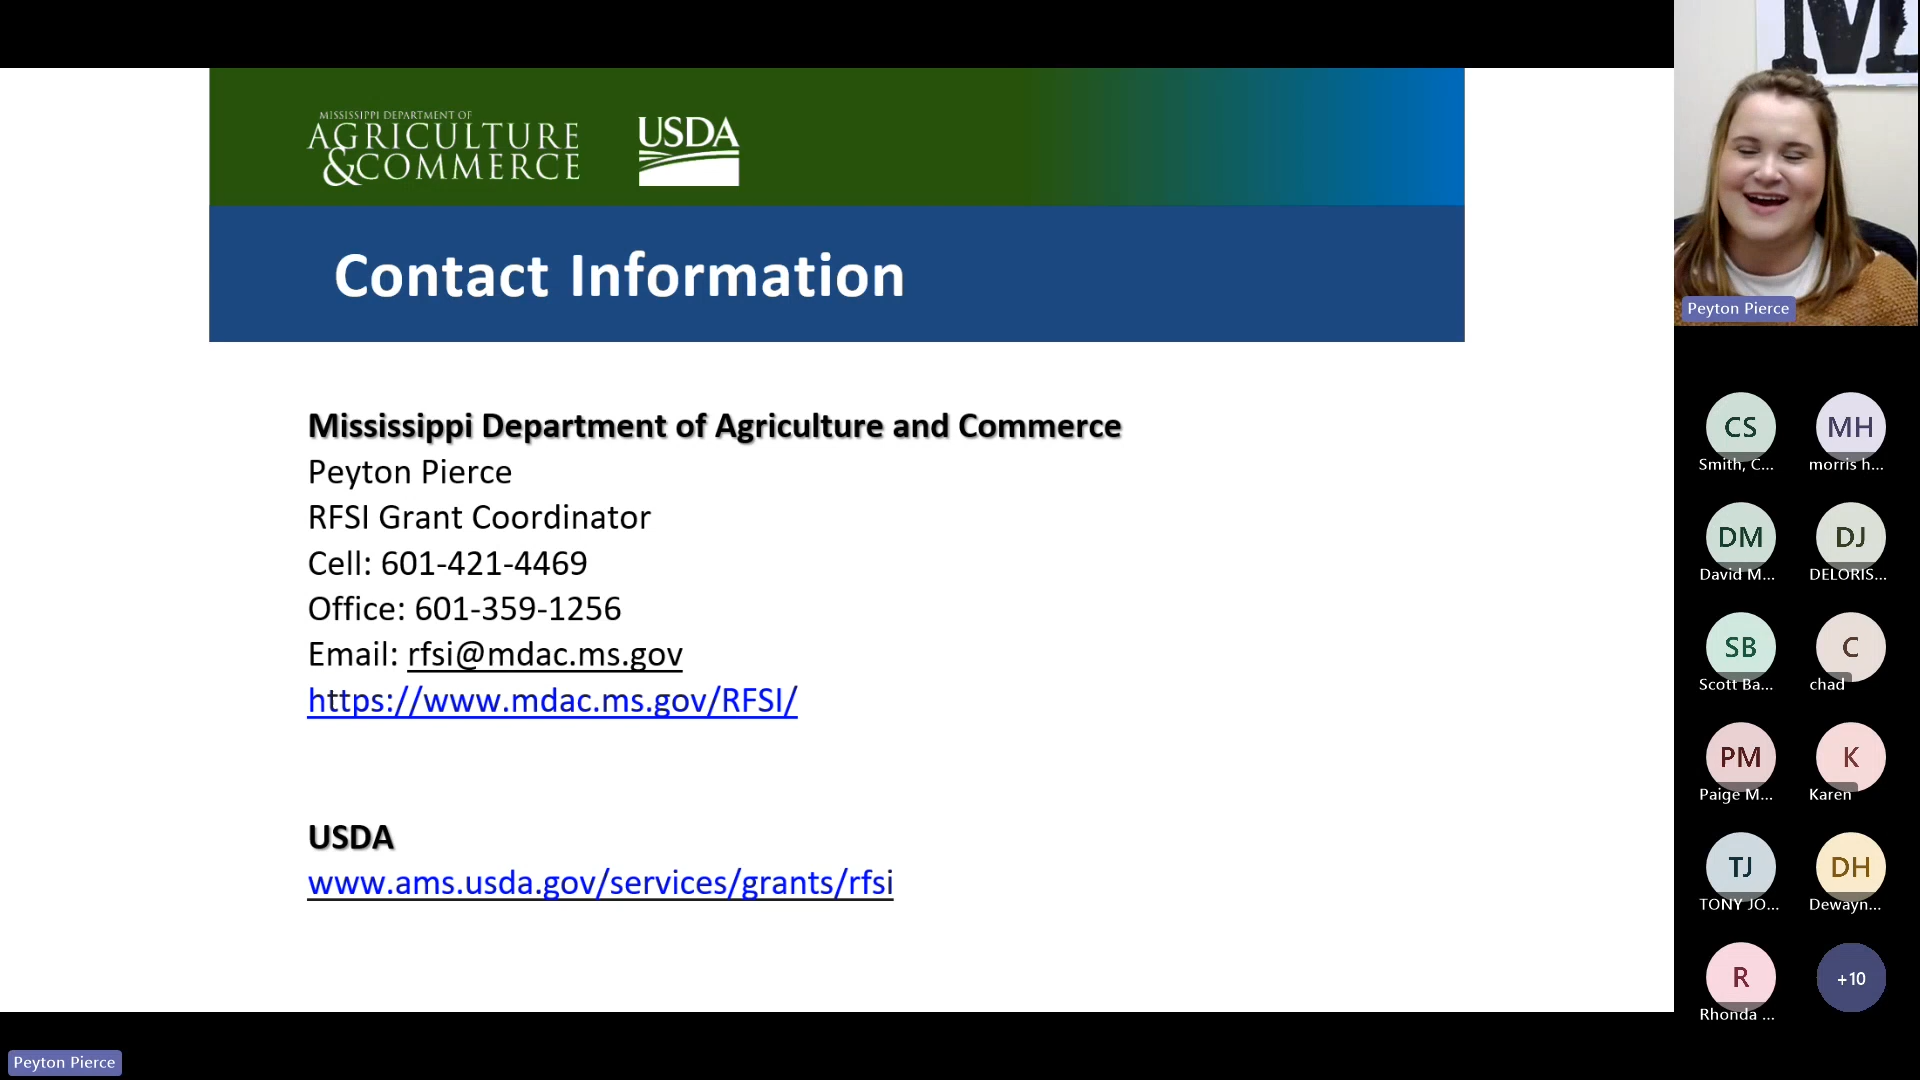 MISSISSIPPI DEPARTMENT OF
AGRICULTURE
&COMMERCE
USDA
Contact Information
Mississippi Department of Agriculture and Commerce
Peyton Pierce
RFSI Grant Coordinator
Cell: 601-421-4469
Office: 601-359-1256
Email: rfsi@mdac.ms.gov
https://www.mdac.ms.gov/RFSI/
USDA
www.ams.usda.gov/services/grants/rfsi
Peyton Pierce
CS MH
Smith, C... morris h...
DM DJ
David M... DELORIS...
SB C
Scott Ba... chad
PM K
Paige M... Karen
TJ DH
TONY JO... Dewayn...
R +10
Rhonda ...
Peyton Pierce